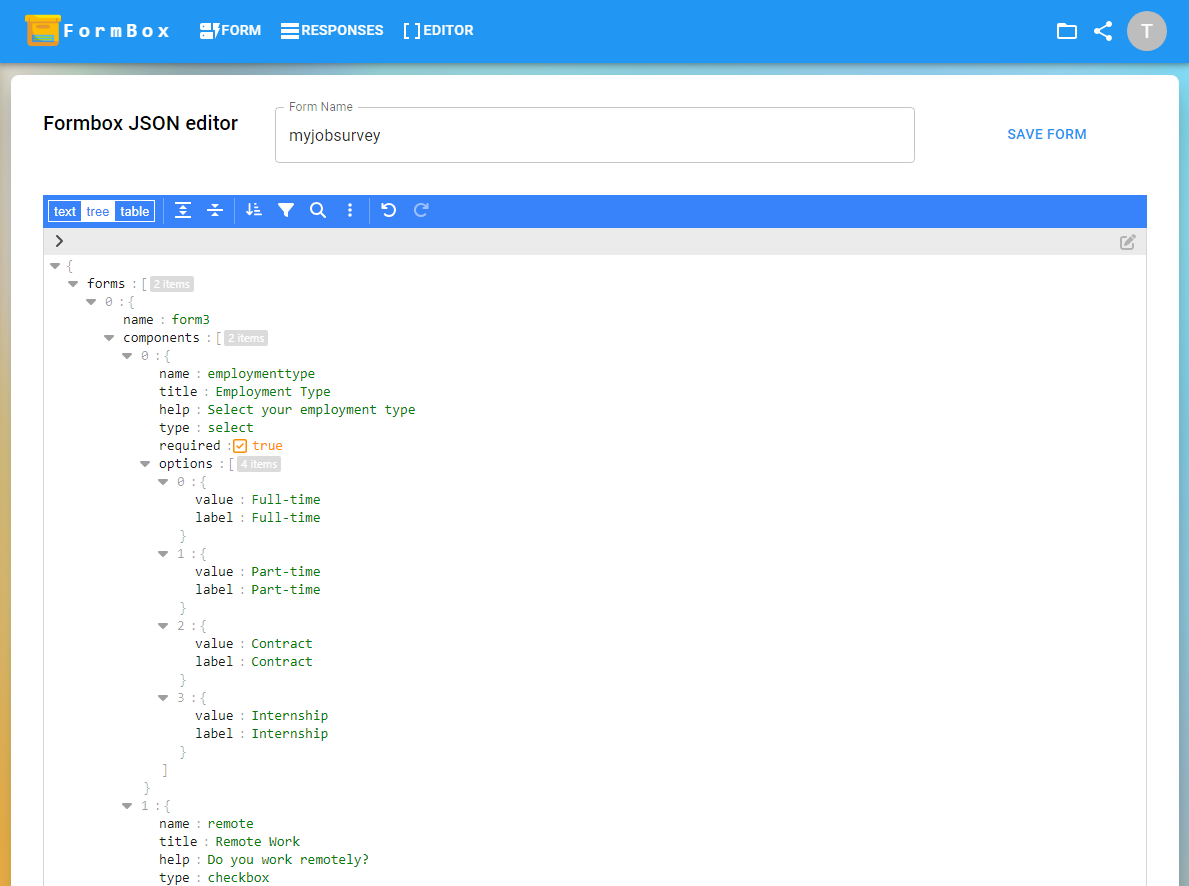 FormBox FORM RESPONSES [ ] EDITOR T
Formbox JSON editor
Form Name
myjobsurvey
SAVE FORM
text tree table
{
forms : [ 2 items
0 : {
name : form3
components : [ 2 items
0 : {
name : employmenttype
title : Employment Type
help : Select your employment type
type : select
required : true
options : [ 4 items
0 : {
value : Full-time
label : Full-time
}
1 : {
value : Part-time
label : Part-time
}
2 : {
value : Contract
label : Contract
}
3 : {
value : Internship
label : Internship
}
]
}
1 : {
name : remote
title : Remote Work
help : Do you work remotely?
type : checkbox